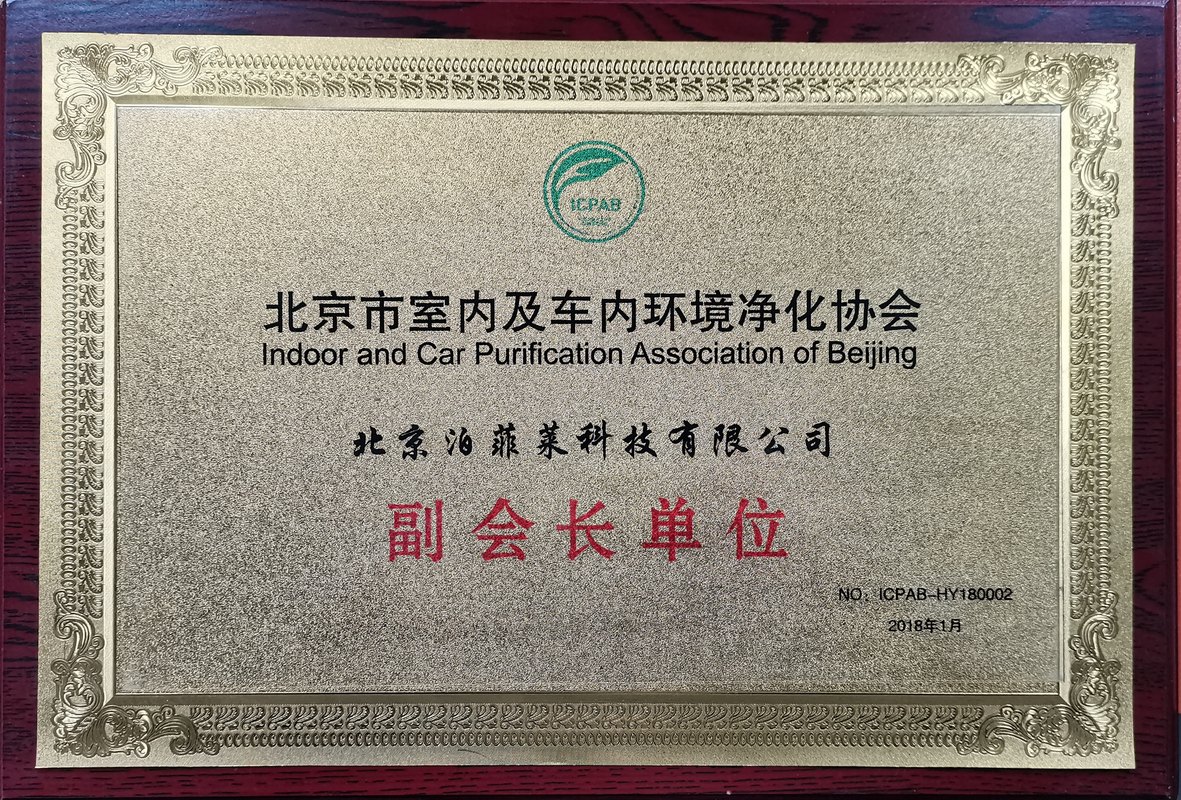 ICPAB
北京市室内及车内环境净化协会
Indoor and Car Purification Association of Beijing
北京泊菲莱科技有限公司
副会长单位
NO：ICPAB-HY180002
2018年1月